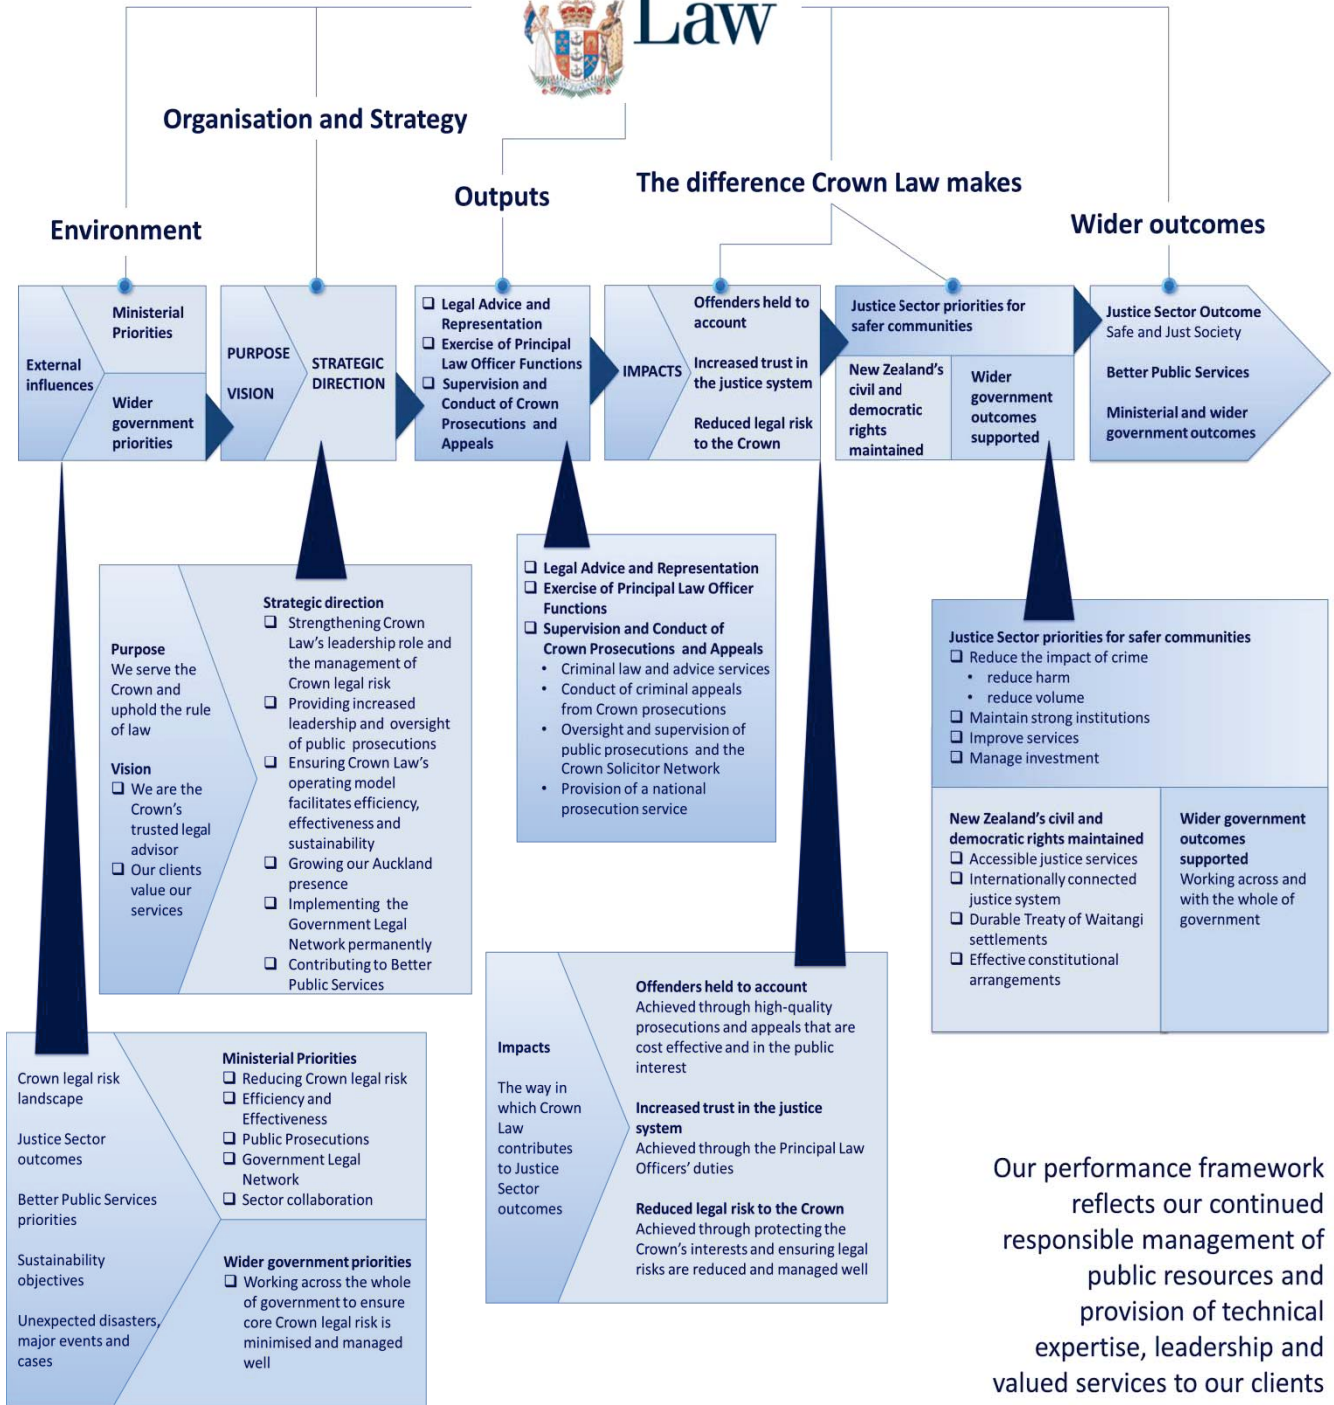 Law
NEW ZEALAND
Organisation and Strategy
The difference Crown Law makes
Outputs
Environment
Wider outcomes
External
influences
Ministerial
Priorities
Wider
government
priorities
PURPOSE
VISION
STRATEGIC
DIRECTION
❑ Legal Advice and
Representation
❑ Exercise of Principal
Law Officer Functions
❑ Supervision and
Conduct of Crown
Prosecutions and
Appeals
IMPACTS
Offenders held to
account
Increased trust in
the justice system
Reduced legal risk
to the Crown
Justice Sector priorities for
safer communities
New Zealand's
civil and
democratic
rights
maintained
Wider
government
outcomes
supported
Justice Sector Outcome
Safe and Just Society
Better Public Services
Ministerial and wider
government outcomes
Purpose
We serve the
Crown and
uphold the rule
of law
Vision
❑ We are the
Crown's
trusted legal
advisor
❑ Our clients
value our
services
Strategic direction
❑ Strengthening Crown
Law's leadership role and
the management of
Crown legal risk
❑ Providing increased
leadership and oversight
of public prosecutions
❑ Ensuring Crown Law's
operating model
facilitates efficiency,
effectiveness and
sustainability
❑ Growing our Auckland
presence
❑ Implementing the
Government Legal
Network permanently
❑ Contributing to Better
Public Services
❑ Legal Advice and Representation
❑ Exercise of Principal Law Officer
Functions
❑ Supervision and Conduct of
Crown Prosecutions and Appeals
• Criminal law and advice services
• Conduct of criminal appeals
from Crown prosecutions
• Oversight and supervision of
public prosecutions and the
Crown Solicitor Network
• Provision of a national
prosecution service
Justice Sector priorities for safer communities
❑ Reduce the impact of crime
• reduce harm
• reduce volume
❑ Maintain strong institutions
❑ Improve services
❑ Manage investment
New Zealand's civil and
democratic rights maintained
❑ Accessible justice services
❑ Internationally connected
justice system
❑ Durable Treaty of Waitangi
settlements
❑ Effective constitutional
arrangements
Wider government
outcomes
supported
Working across and
with the whole of
government
Crown legal risk
landscape
Justice Sector
outcomes
Better Public Services
priorities
Sustainability
objectives
Unexpected disasters,
major events and
cases
Ministerial Priorities
❑ Reducing Crown legal risk
❑ Efficiency and
Effectiveness
❑ Public Prosecutions
❑ Government Legal
Network
❑ Sector collaboration
Wider government priorities
❑ Working across the whole
of government to ensure
core Crown legal risk is
minimised and managed
well
Impacts
The way in
which Crown
Law
contributes
to Justice
Sector
outcomes
Offenders held to account
Achieved through high-quality
prosecutions and appeals that are
cost effective and in the public
interest
Increased trust in the justice
system
Achieved through the Principal Law
Officers' duties
Reduced legal risk to the Crown
Achieved through protecting the
Crown's interests and ensuring legal
risks are reduced and managed well
Our performance framework
reflects our continued
responsible management of
public resources and
provision of technical
expertise, leadership and
valued services to our clients